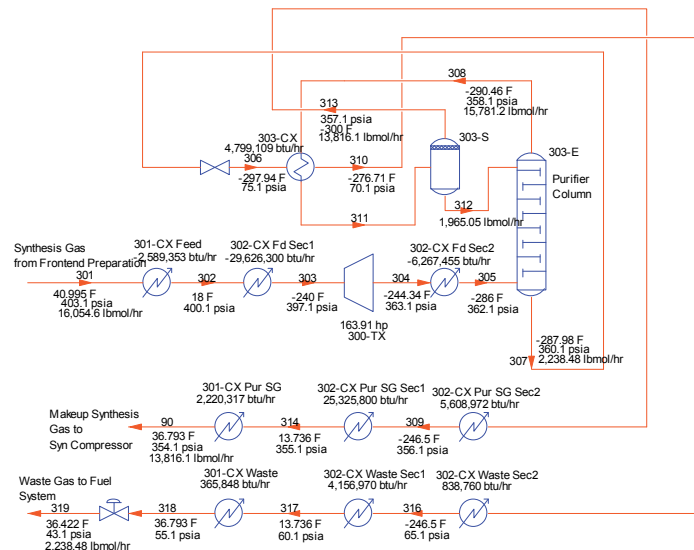 308
-290.46 F
358.1 psia
15,781.2 lbmol/hr
313
357.1 psia
-300 F
13,816.1 lbmol/hr
303-CX
4,799,109 btu/hr
306
-297.94 F
75.1 psia
310
-276.71 F
70.1 psia
311
303-S
312
1,965.05 lbmol/hr
303-E
Purifier
Column
Synthesis Gas
from Frontend Preparation
301
40.995 F
403.1 psia
16,054.6 lbmol/hr
301-CX Feed
-2,589,353 btu/hr
302
18 F
400.1 psia
302-CX Fd Sec1
-29,626,300 btu/hr
303
-240 F
397.1 psia
163.91 hp
300-TX
304
-244.34 F
363.1 psia
302-CX Fd Sec2
-6,267,455 btu/hr
305
-286 F
362.1 psia
307
-287.98 F
360.1 psia
2,238.48 lbmol/hr
Makeup Synthesis
Gas to
Syn Compressor
90
36.793 F
354.1 psia
13,816.1 lbmol/hr
301-CX Pur SG
2,220,317 btu/hr
314
13.736 F
355.1 psia
302-CX Pur SG Sec1
25,325,800 btu/hr
309
-246.5 F
356.1 psia
302-CX Pur SG Sec2
5,608,972 btu/hr
Waste Gas to Fuel
System
319
36.422 F
43.1 psia
2,238.48 lbmol/hr
318
36.793 F
55.1 psia
301-CX Waste
365,848 btu/hr
317
13.736 F
60.1 psia
302-CX Waste Sec1
4,156,970 btu/hr
316
-246.5 F
65.1 psia
302-CX Waste Sec2
838,760 btu/hr